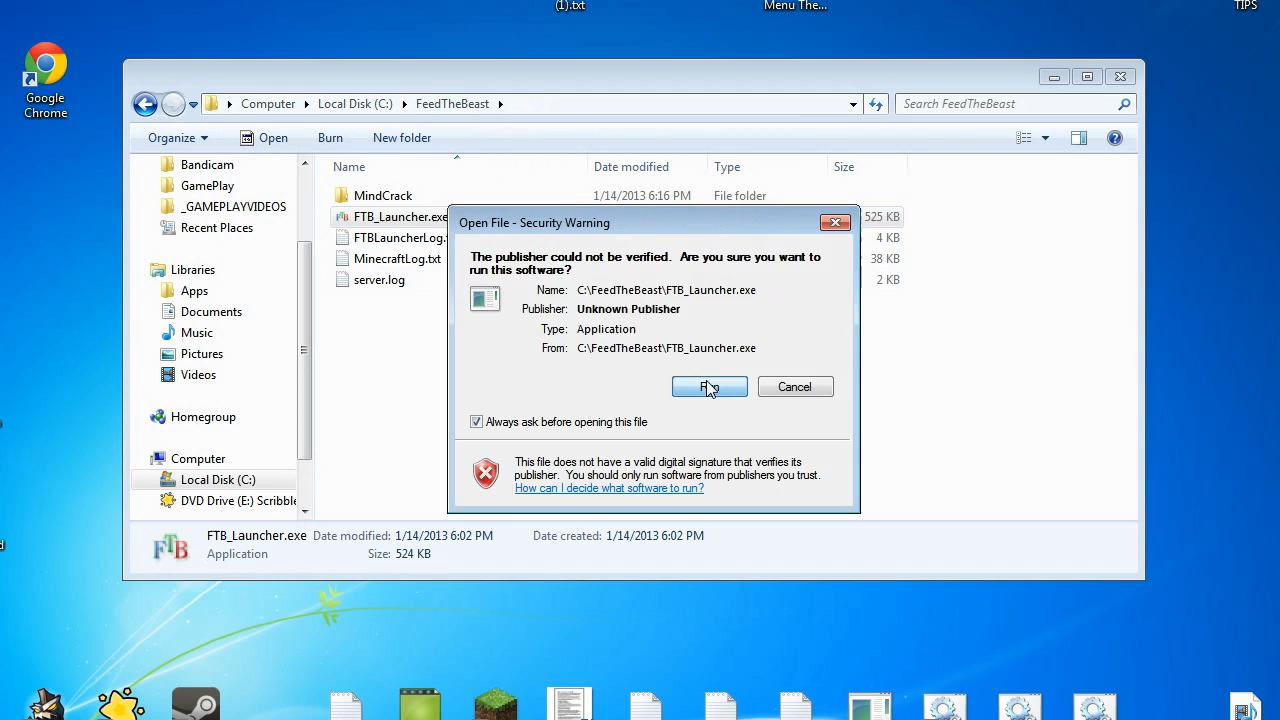 (1).txt
Menu The...
TIPS
Google
Chrome
Computer
Local Disk (C:)
FeedTheBeast
Search FeedTheBeast
Organize
Open
Burn
New folder
Bandicam
GamePlay
_GAMEPLAYVIDEOS
Recent Places
Libraries
Apps
Documents
Music
Pictures
Videos
Homegroup
Computer
Local Disk (C:)
DVD Drive (E:) Scribble
Name
Date modified
Type
Size
MindCrack
1/14/2013 6:16 PM
File folder
FTB_Launcher.exe
525 KB
FTBLauncherLog.
4 KB
MinecraftLog.txt
38 KB
server.log
2 KB
Open File - Security Warning
The publisher could not be verified. Are you sure you want to
run this software?
Name: C:\FeedTheBeast\FTB_Launcher.exe
Publisher: Unknown Publisher
Type: Application
From: C:\FeedTheBeast\FTB_Launcher.exe
Cancel
Always ask before opening this file
This file does not have a valid digital signature that verifies its
publisher. You should only run software from publishers you trust.
How can I decide what software to run?
FTB
FTB_Launcher.exe
Date modified: 1/14/2013 6:02 PM
Date created: 1/14/2013 6:02 PM
Application
Size: 524 KB